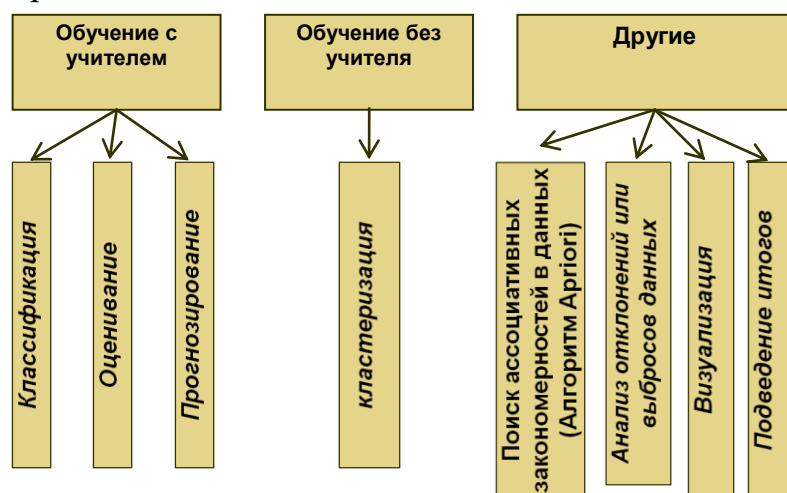 Обучение с
учителем
Обучение без
учителя
Другие
Классификация
Оценивание
Прогнозирование
кластеризация
Поиск ассоциативных
закономерностей в данных
(Алгоритм Apriori)
Анализ отклонений или
выбросов данных
Визуализация
Подведение итогов